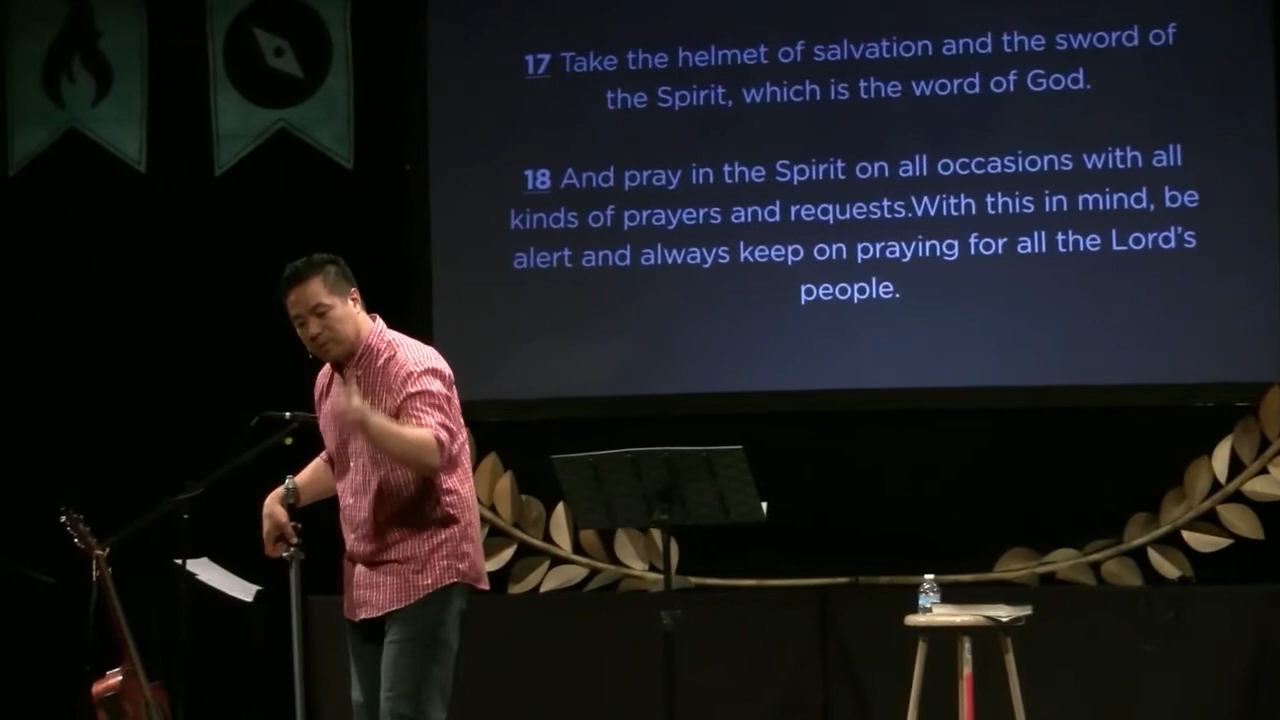 17 Take the helmet of salvation and the sword of
the Spirit, which is the word of God.
18 And pray in the Spirit on all occasions with all
kinds of prayers and requests.With this in mind, be
alert and always keep on praying for all the Lord’s
people.